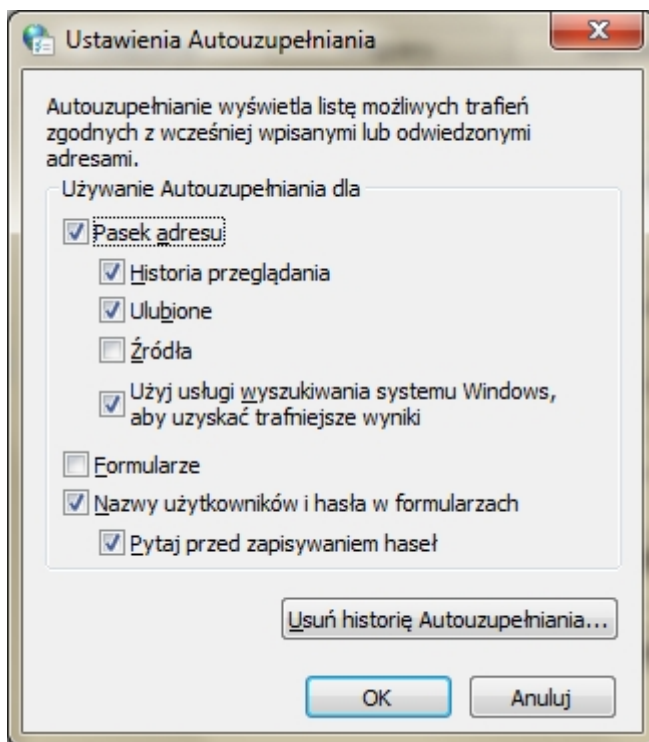 Ustawienia Autouzupełniania
Autouzupełnianie wyświetla listę możliwych trafień
zgodnych z wcześniej wpisanymi lub odwiedzonymi
adresami.
Używanie Autouzupełniania dla
Pasek adresu
Historia przeglądania
Ulubione
Źródła
Użyj usługi wyszukiwania systemu Windows,
aby uzyskać trafniejsze wyniki
Formularze
Nazwy użytkowników i hasła w formularzach
Pytaj przed zapisywaniem haseł
Usuń historię Autouzupełniania...
OK
Anuluj